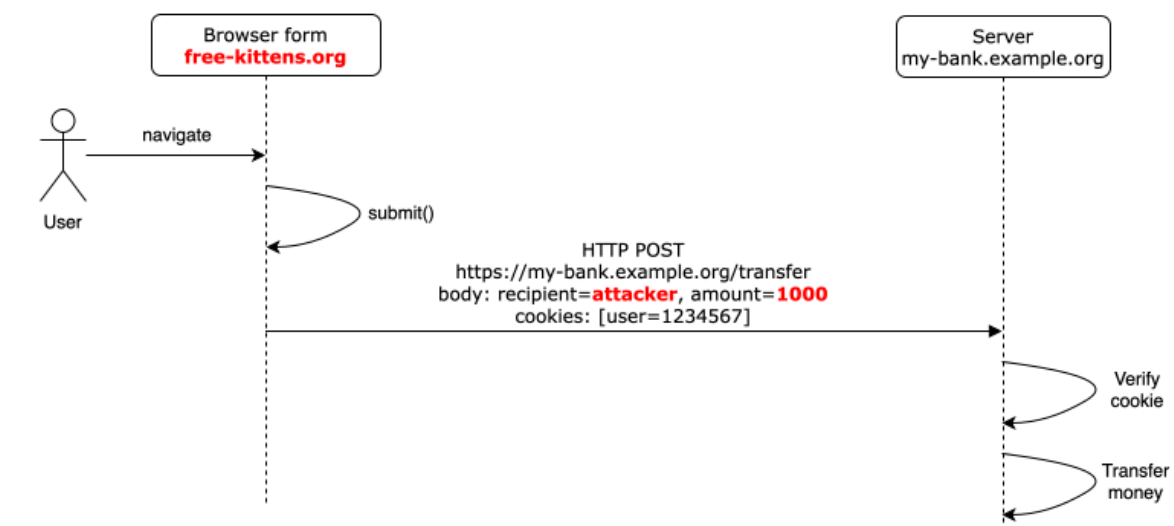 Browser form
free-kittens.org
Server
my-bank.example.org
navigate
User
submit()
HTTP POST
https://my-bank.example.org/transfer
body: recipient=attacker, amount=1000
cookies: [user=1234567]
Verify
cookie
Transfer
money